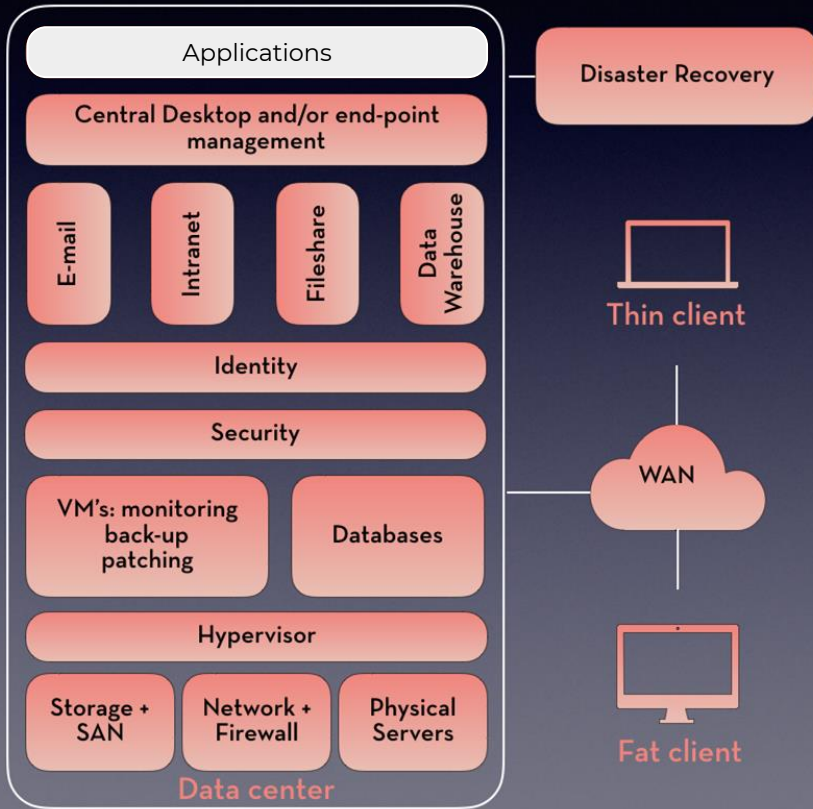 Applications
Disaster Recovery
Central Desktop and/or end-point
management
E-mail
Intranet
Fileshare
Data
Warehouse
Thin client
Identity
Security
WAN
VM's: monitoring
back-up
patching
Databases
Hypervisor
Storage +
SAN
Network +
Firewall
Physical
Servers
Fat client
Data center